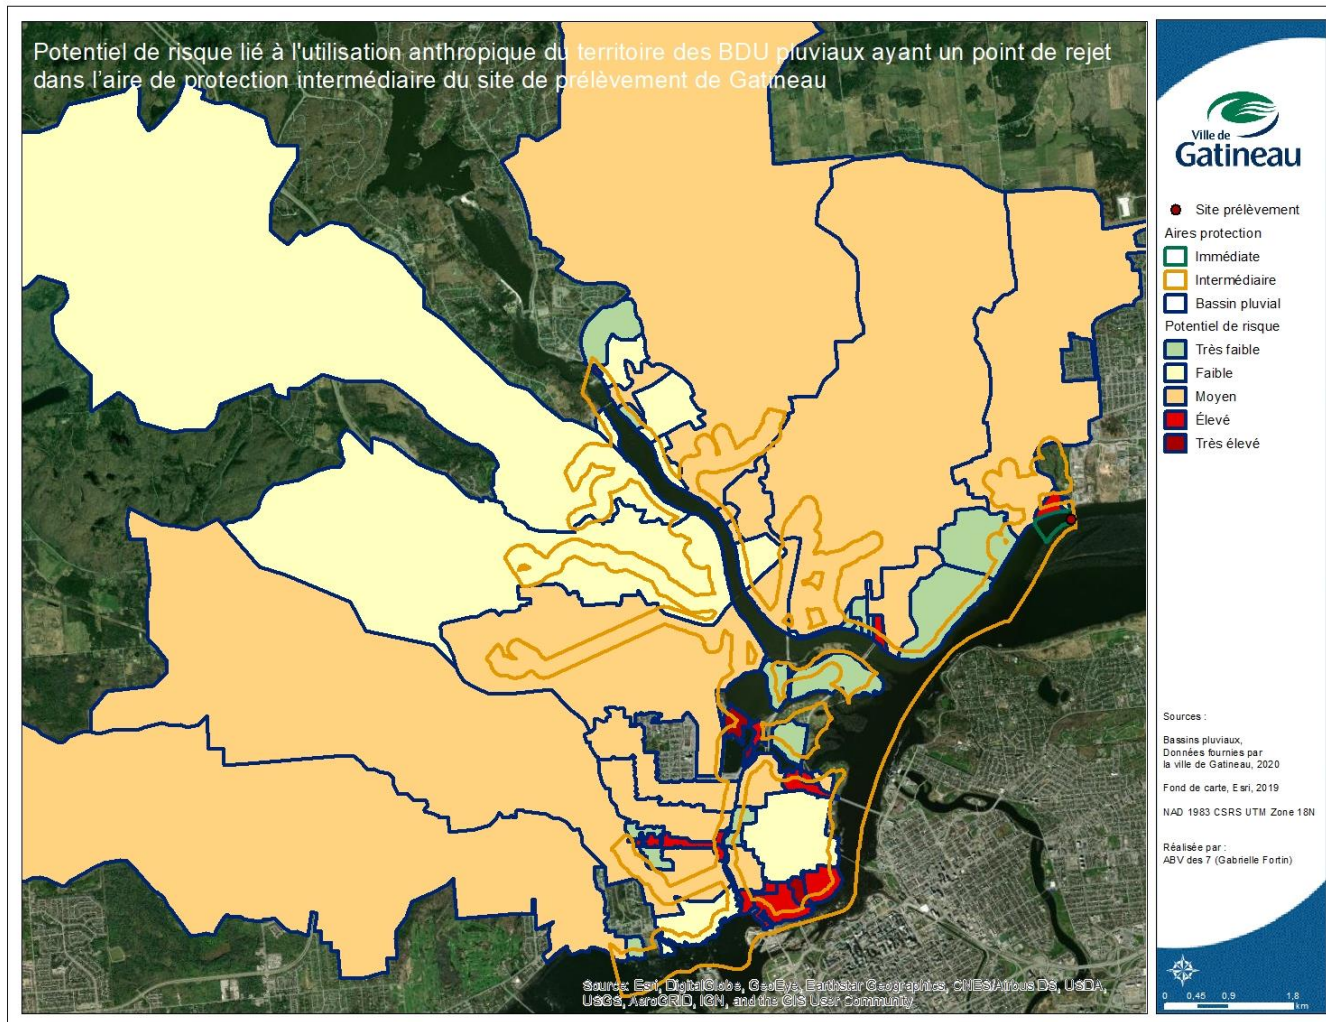 Potentiel de risque lié à l'utilisation anthropique du territoire des BDU pluviaux ayant un point de rejet
dans l'aire de protection intermédiaire du site de prélèvement de Gatineau
Ville de
Gatineau
Site prélèvement
Aires protection
Immédiate
Intermédiaire
Bassin pluvial
Potentiel de risque
Très faible
Faible
Moyen
Élevé
Très élevé
Sources :
Bassins pluviaux,
Données fournies par
la ville de Gatineau, 2020
Fond de carte, Esri, 2019
NAD 1983 CSRS UTM Zone 18N
Réalisée par :
ABV des 7 (Gabrielle Fortin)
Source: Esri, DigitalGlobe, GeoEye, Earthstar Geographics, CNES/Airbus DS, USDA,
USGS, AeroGRID, IGN, and the GIS User Community
0 0,45 0,9 1,8
km